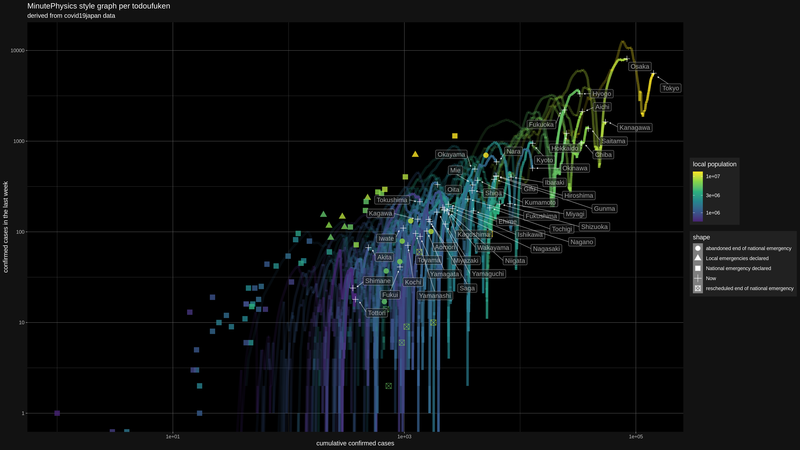 MinutePhysics style graph per todoufuken
derived from covid19japan data
confirmed cases in the last week
10000
1000
100
10
1
Osaka
Tokyo
Hyogo
Aichi
Fukuoka
Kanagawa
Saitama
Hokkaido
Chiba
Nara
Okayama
Kyoto
Okinawa
Mie
Ibaraki
Oita
Shiga
Gifu
Hiroshima
Tokushima
Kumamoto
Gunma
Kagawa
Fukushima
Miyagi
Ehime
Tochigi
Shizuoka
Iwate
Kagoshima
Ishikawa
Nagano
Aomori
Wakayama
Nagasaki
Akita
Toyama
Miyazaki
Niigata
Yamagata
Yamaguchi
Shimane
Kochi
Saga
Fukui
Yamanashi
Tottori
1e+01
1e+03
1e+05
cumulative confirmed cases
local population
1e+07
3e+06
1e+06
shape
abandoned end of national emergency
Local emergencies declared
National emergency declared
Now
rescheduled end of national emergency